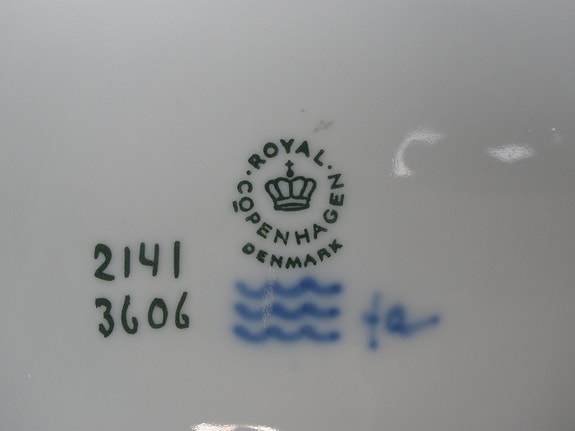 ROYAL
COPENHAGEN
DENMARK
2141
3606